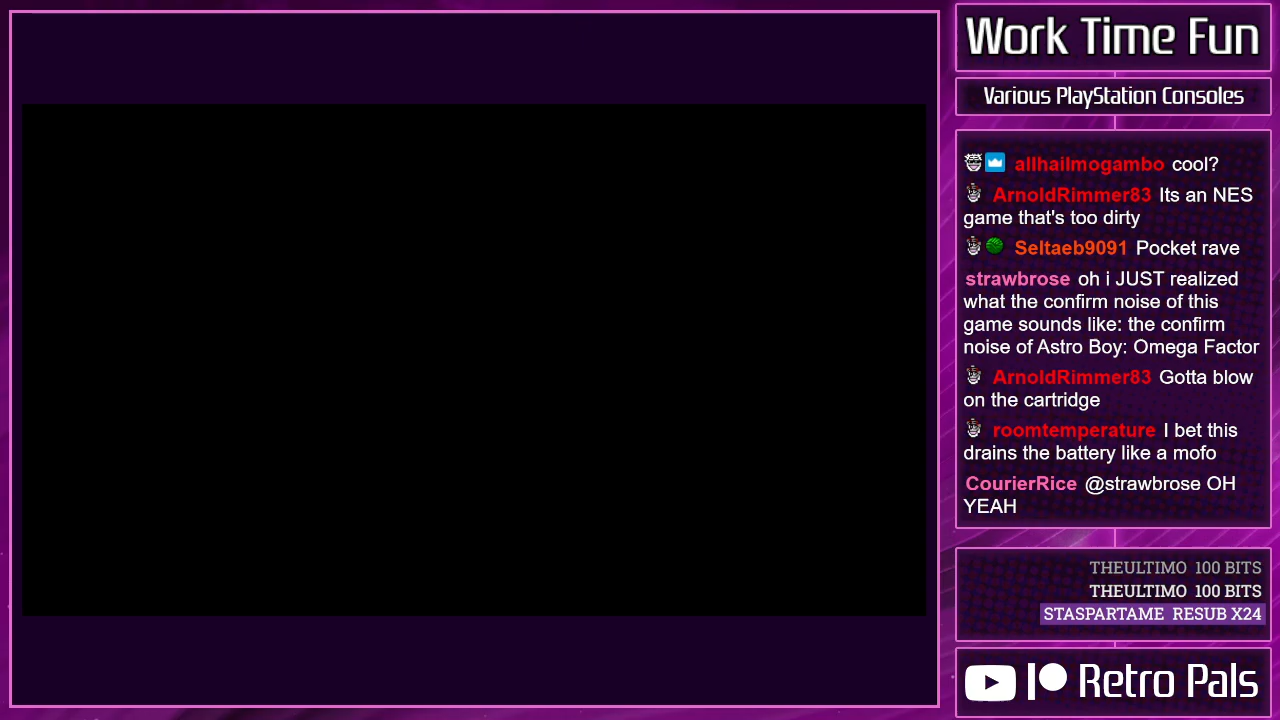 Work Time Fun
Various PlayStation Consoles
allhailmogambo cool?
ArnoldRimmer83 Its an NES
game that's too dirty
Seltaeb9091 Pocket rave
strawbrose oh i JUST realized
what the confirm noise of this
game sounds like: the confirm
noise of Astro Boy: Omega Factor
ArnoldRimmer83 Gotta blow
on the cartridge
roomtemperature I bet this
drains the battery like a mofo
CourierRice @strawbrose OH
YEAH
THEULTIMO 100 BITS
THEULTIMO 100 BITS
STASPARTAME RESUB X24
Retro Pals